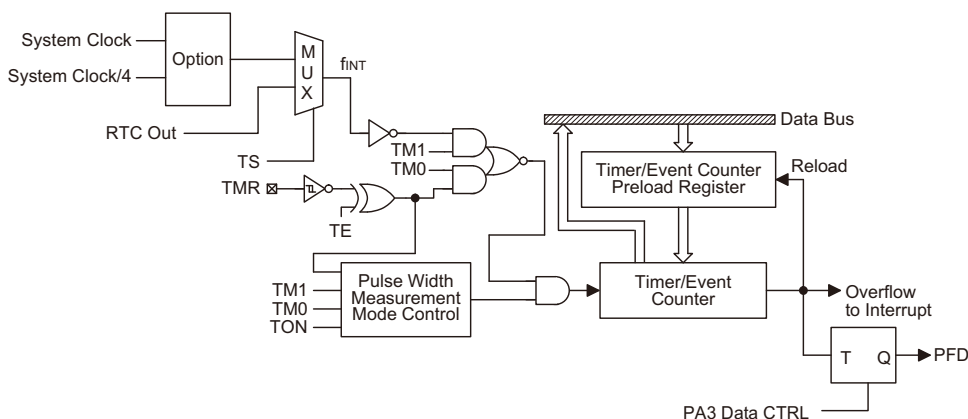 System Clock
System Clock/4
Option
RTC Out
TS
M
U
X
fINT
TM1
TM0
TMR
TE
TM1
TM0
TON
Pulse Width
Measurement
Mode Control
Data Bus
Timer/Event Counter
Preload Register
Reload
Timer/Event
Counter
Overflow
to Interrupt
T Q
PFD
PA3 Data CTRL